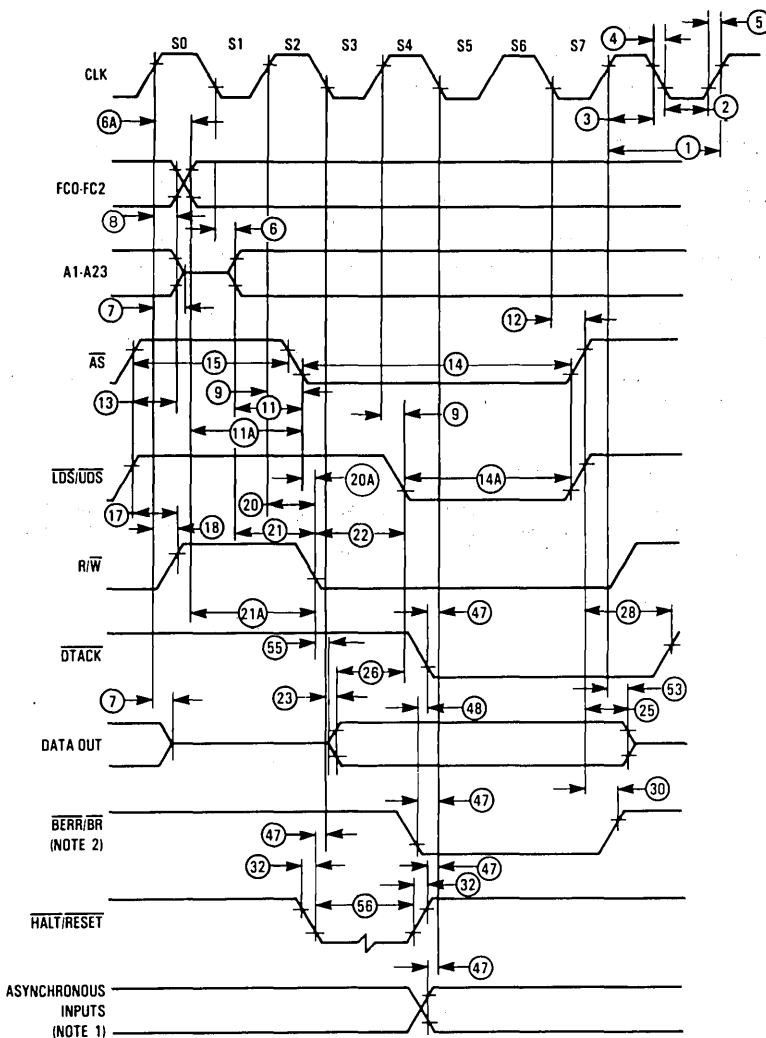 S0 S1 S2 S3 S4 S5 S6 S7 4 5
CLK
3 2
1
6A
FC0-FC2
8 6
A1-A23
7
12
AS
15 14
13 9 11 9
11A
LDS/UDS
20A 14A
17 18 20
21 22
R/W
21A 47 28
DTACK
55 26 53
7 23 48 25
DATA OUT
30
BERR/BR
(NOTE 2)
47
47
32 47
32
56
HALT/RESET
47
ASYNCHRONOUS
INPUTS
(NOTE 1)